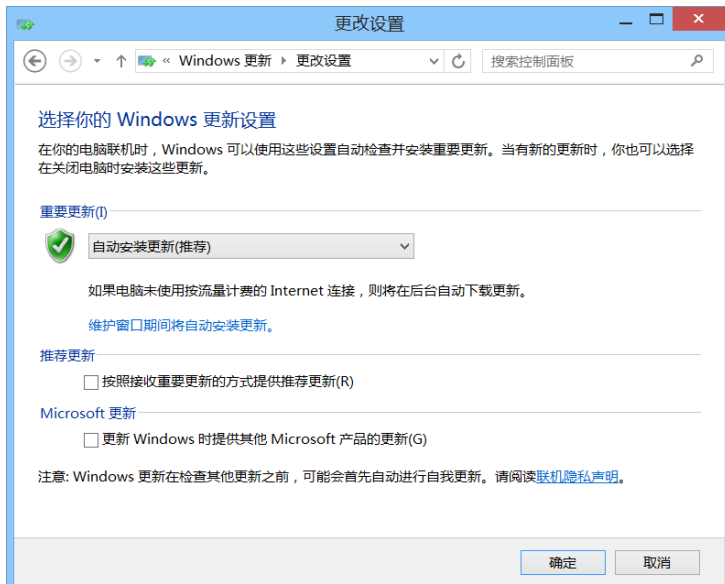 更改设置
« Windows 更新 ▸ 更改设置
搜索控制面板
选择你的 Windows 更新设置
在你的电脑联机时，Windows 可以使用这些设置自动检查并安装重要更新。当有新的更新时，你也可以选择
在关闭电脑时安装这些更新。
重要更新(I)
自动安装更新(推荐)
如果电脑未使用按流量计费的 Internet 连接，则将在后台自动下载更新。
维护窗口期间将自动安装更新。
推荐更新
按照接收重要更新的方式提供推荐更新(R)
Microsoft 更新
更新 Windows 时提供其他 Microsoft 产品的更新(G)
注意: Windows 更新在检查其他更新之前，可能会首先自动进行自我更新。请阅读联机隐私声明。
确定
取消